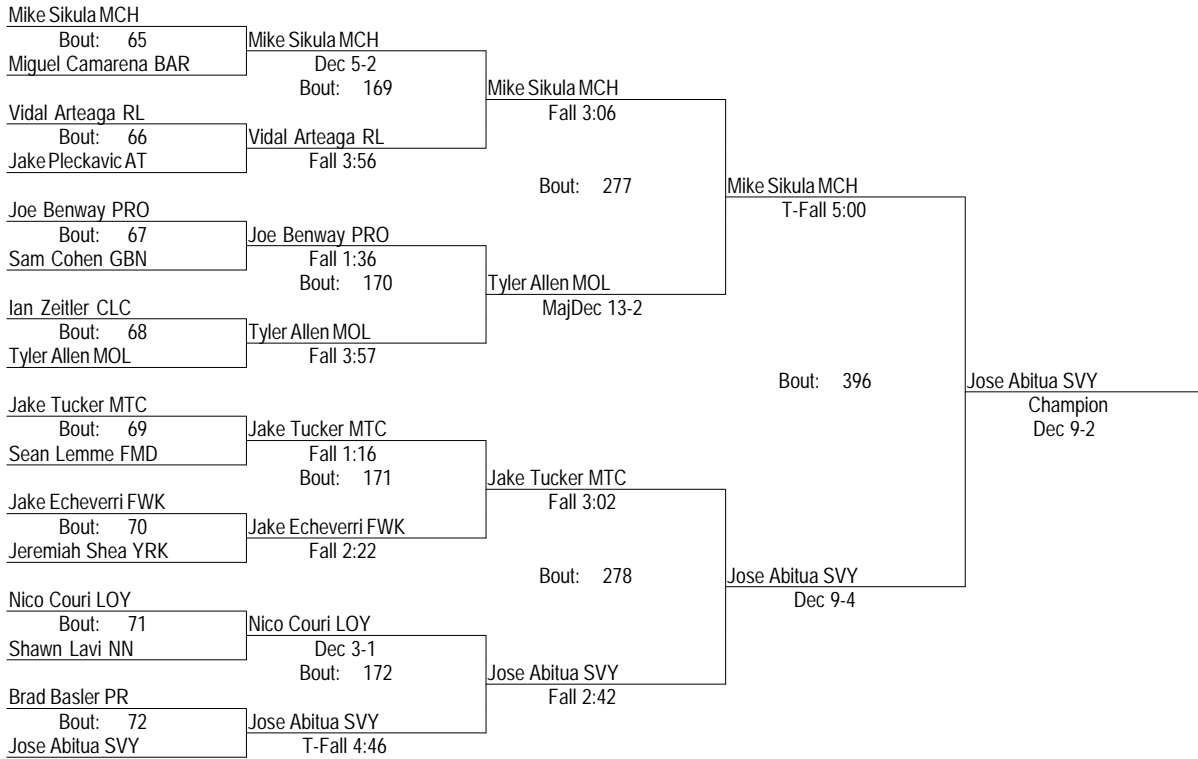 Mike Sikula MCH
Bout: 65
Miguel Camarena BAR
Vidal Arteaga RL
Bout: 66
Jake Pleckavic AT
Joe Benway PRO
Bout: 67
Sam Cohen GBN
Ian Zeitler CLC
Bout: 68
Tyler Allen MOL
Jake Tucker MTC
Bout: 69
Sean Lemme FMD
Jake Echeverri FWK
Bout: 70
Jeremiah Shea YRK
Nico Couri LOY
Bout: 71
Shawn Lavi NN
Brad Basler PR
Bout: 72
Jose Abitua SVY
Mike Sikula MCH
Dec 5-2
Bout: 169
Vidal Arteaga RL
Fall 3:56
Joe Benway PRO
Fall 1:36
Bout: 170
Tyler Allen MOL
Fall 3:57
Jake Tucker MTC
Fall 1:16
Bout: 171
Jake Echeverri FWK
Fall 2:22
Nico Couri LOY
Dec 3-1
Bout: 172
Jose Abitua SVY
T-Fall 4:46
Mike Sikula MCH
Fall 3:06
Bout: 277
Tyler Allen MOL
MajDec 13-2
Jake Tucker MTC
Fall 3:02
Bout: 278
Jose Abitua SVY
Fall 2:42
Mike Sikula MCH
T-Fall 5:00
Bout: 396
Jose Abitua SVY
Dec 9-4
Jose Abitua SVY
Champion
Dec 9-2